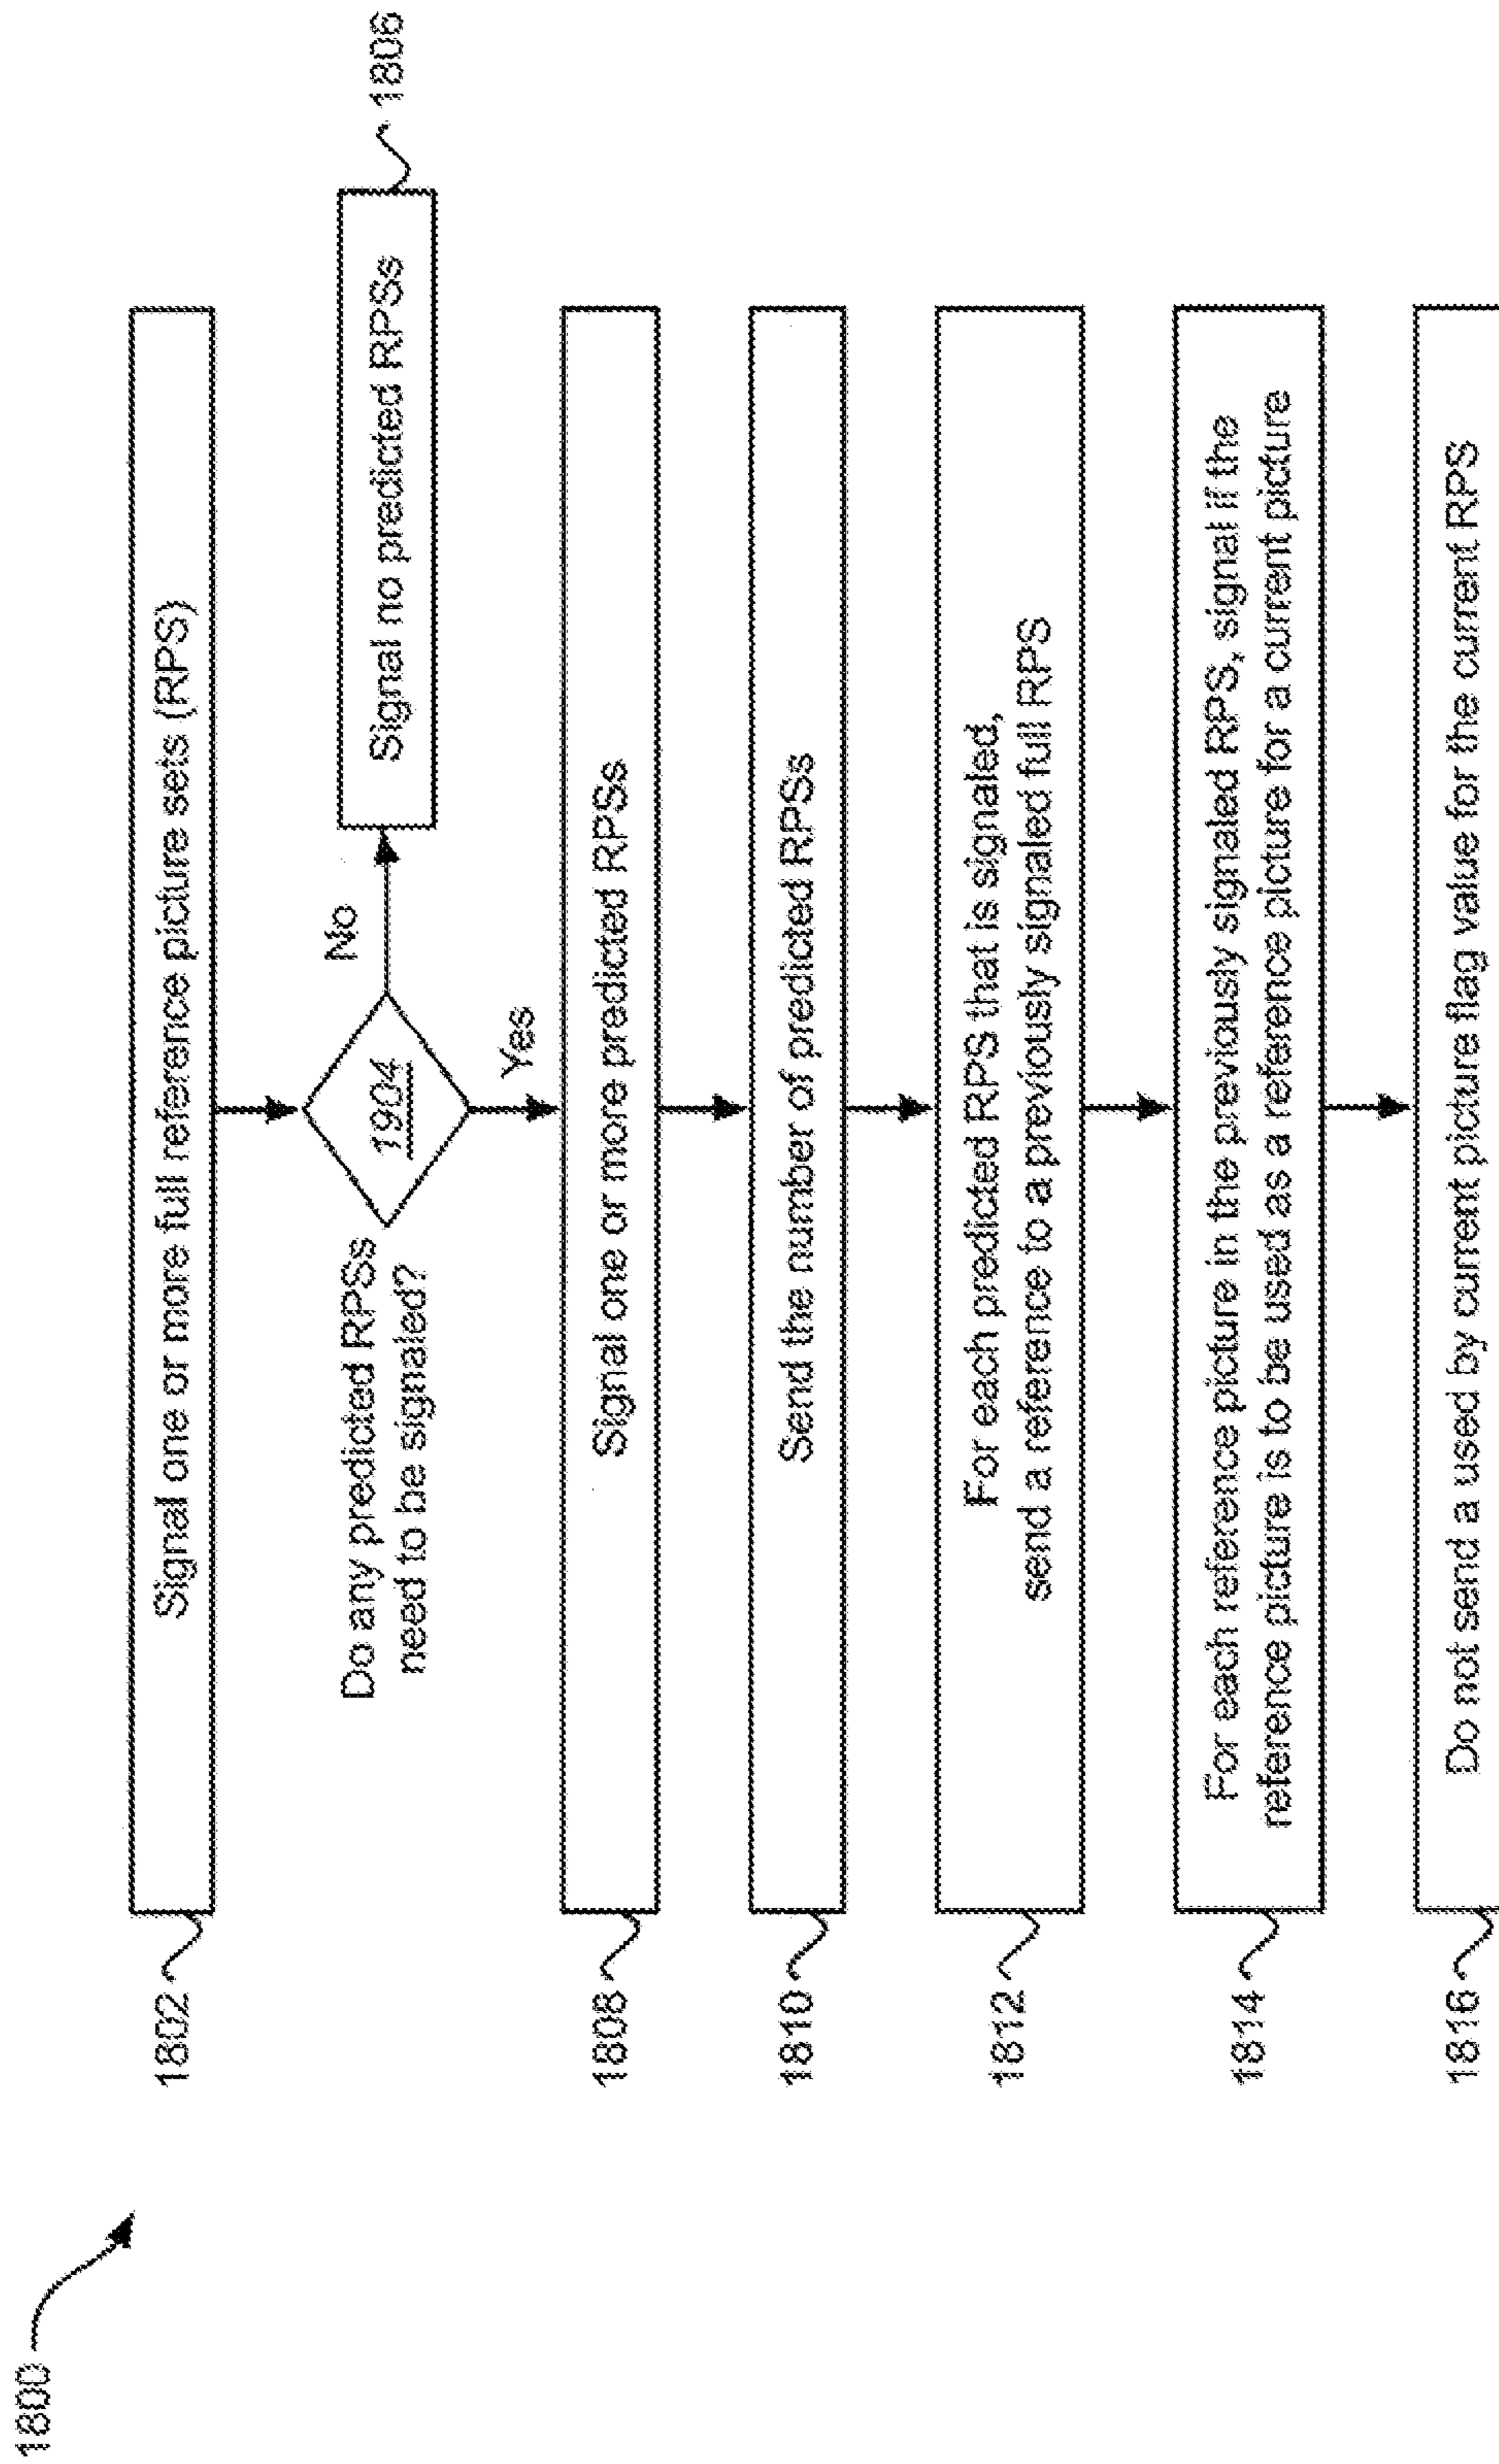 1800
1802
Signal one or more full reference picture sets (RPS)
Do any predicted RPSs
need to be signaled?
1904
No
Signal no predicted RPSs
1806
Yes
1808
Signal one or more predicted RPSs
1810
Send the number of predicted RPSs
1812
For each predicted RPS that is signaled,
send a reference to a previously signaled full RPS
1814
For each reference picture in the previously signaled RPS, signal if the
reference picture is to be used as a reference picture for a current picture
1816
Do not send a used by current picture flag value for the current RPS